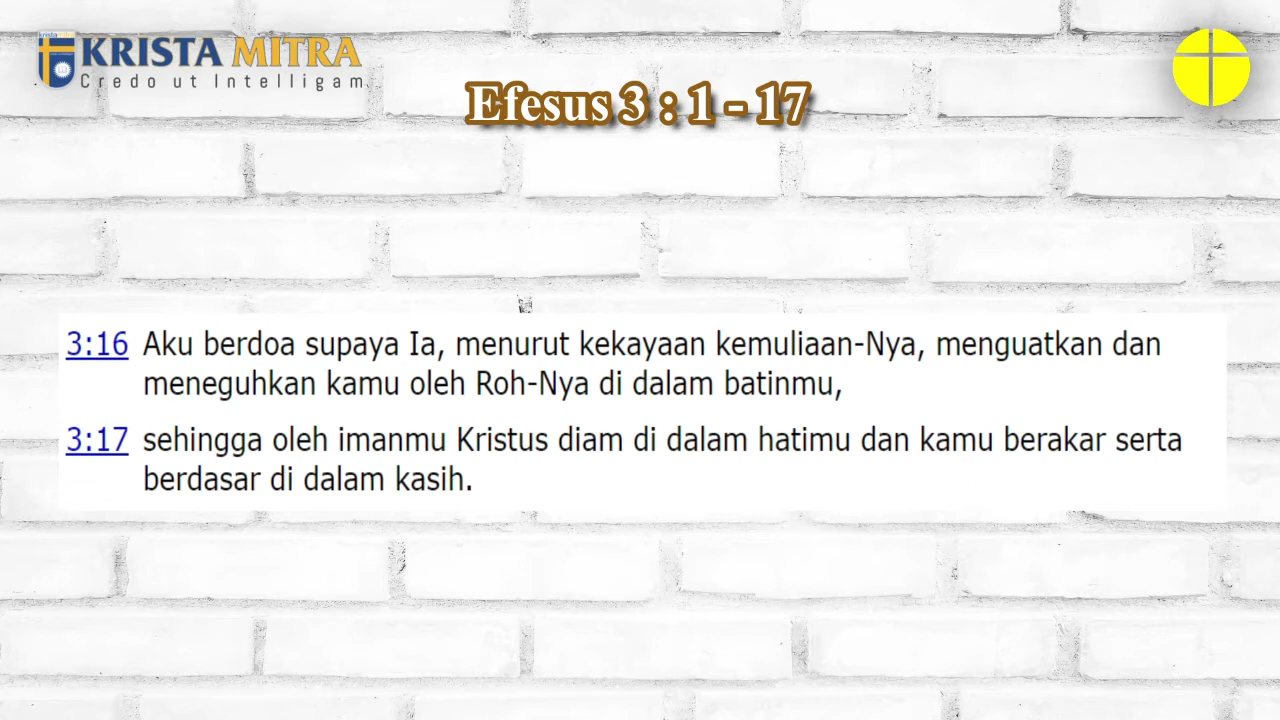 krista
KRISTA MITRA
Credo ut Intelligam
Efesus 3 : 1 - 17
3:16 Aku berdoa supaya Ia, menurut kekayaan kemuliaan-Nya, menguatkan dan
meneguhkan kamu oleh Roh-Nya di dalam batinmu,
3:17 sehingga oleh imanmu Kristus diam di dalam hatimu dan kamu berakar serta
berdasar di dalam kasih.